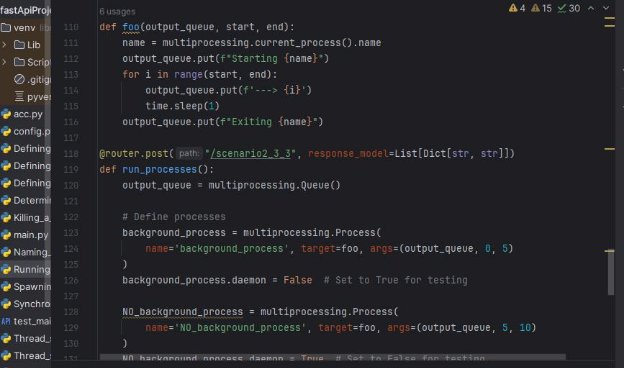 fastApiProj
venv
Lib
Script
.gitig
pyven
acc.py
config.p
Defining
Defining
Defining
Determin
Killing_a
main.py
Naming_
Running
Spawnin
Synchro
test_mai
Thread_s
Thread_s
6 usages
4 15 30
110 def foo(output_queue, start, end):
111 name = multiprocessing.current_process().name
112 output_queue.put(f"Starting {name}")
113 for i in range(start, end):
114 output_queue.put(f'---> {i}')
115 time.sleep(1)
116 output_queue.put(f"Exiting {name}")
117
118 @router.post( path: "/scenario2_3_3", response_model=List[Dict[str, str]])
119 def run_processes():
120 output_queue = multiprocessing.Queue()
121
122 # Define processes
123 background_process = multiprocessing.Process(
124 name='background_process', target=foo, args=(output_queue, 0, 5)
125 )
126 background_process.daemon = False # Set to True for testing
127
128 NO_background_process = multiprocessing.Process(
129 name='NO_background_process', target=foo, args=(output_queue, 5, 10)
130 )
131 NO_background_process.daemon = True # Set to False for testing